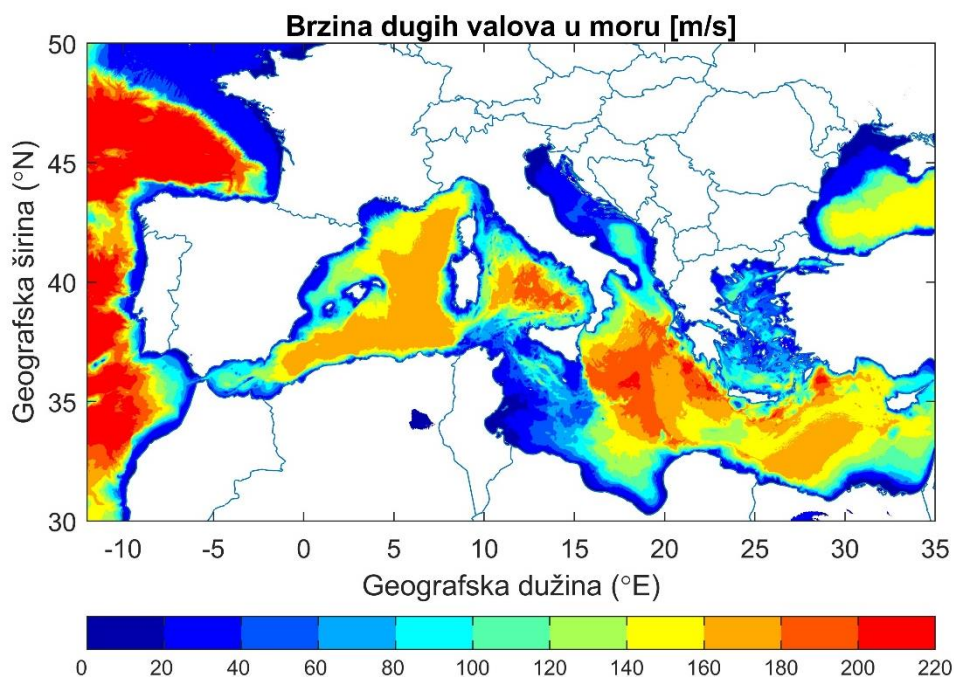 Brzina dugih valova u moru [m/s]
50
45
40
35
30
Geografska širina (°N)
-10 -5 0 5 10 15 20 25 30 35
Geografska dužina (°E)
0 20 40 60 80 100 120 140 160 180 200 220